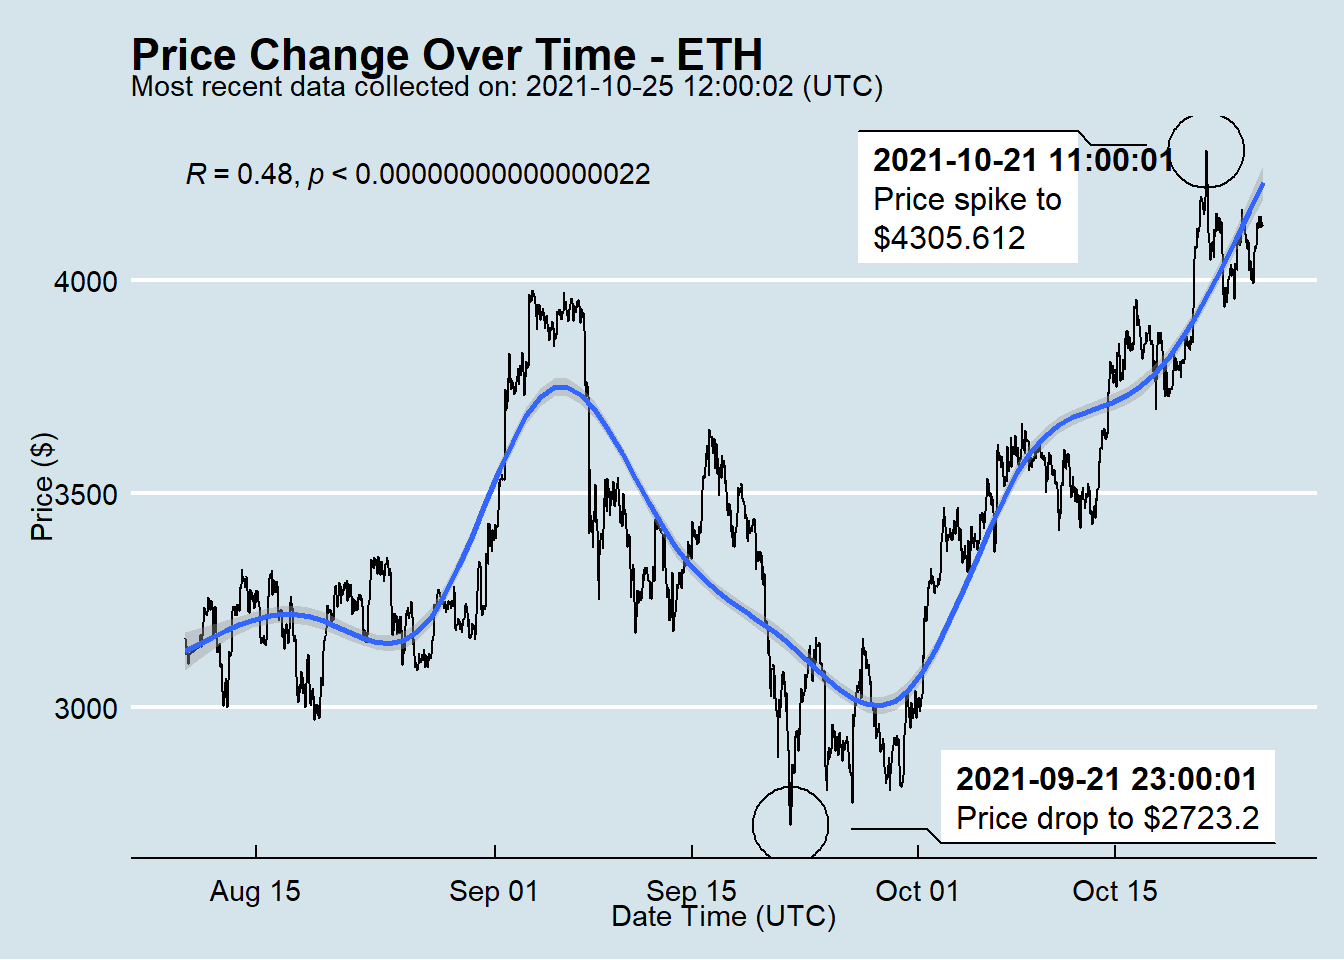 Price Change Over Time - ETH
Most recent data collected on: 2021-10-25 12:00:02 (UTC)
R = 0.48, p < 0.00000000000000022
2021-10-21 11:00:01
Price spike to
$4305.612
4000
3500
3000
Price ($)
2021-09-21 23:00:01
Price drop to $2723.2
Aug 15
Sep 01
Sep 15
Oct 01
Oct 15
Date Time (UTC)